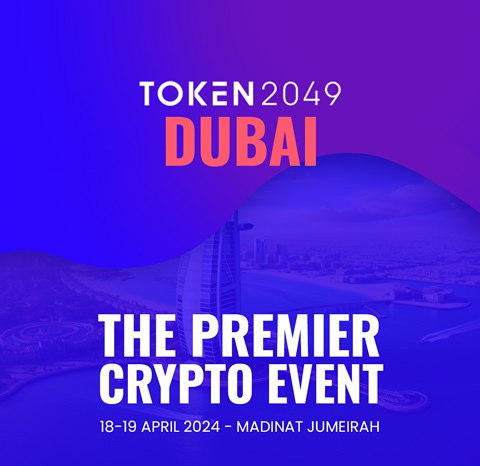 TOKEN2049
DUBAI
THE PREMIER
CRYPTO EVENT
18-19 APRIL 2024 - MADINAT JUMEIRAH